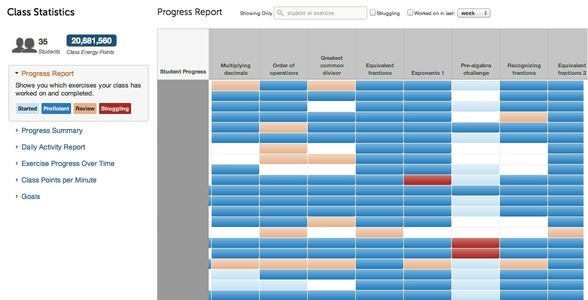 Class Statistics
35
Students
20,681,560
Class Energy Points
Progress Report
Shows you which exercises your class has
worked on and completed.
Started Proficient Review Struggling
Progress Summary
Daily Activity Report
Exercise Progress Over Time
Class Points per Minute
Goals
Progress Report
Showing Only student or exercise Struggling Worked on in last: week
Student Progress
Multiplying
decimals
Order of
operations
Greatest
common
divisor
Equivalent
fractions
Exponents 1
Pre-algebra
challenge
Recognizing
fractions
Equivalent
fractions 2